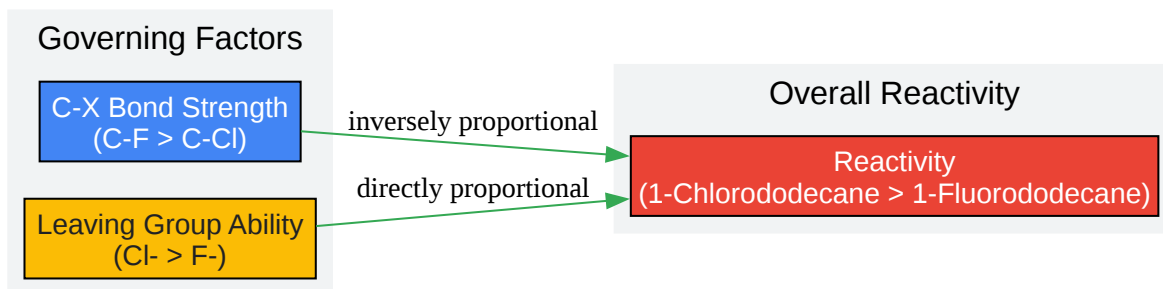 Governing Factors
C-X Bond Strength
(C-F > C-Cl)
Leaving Group Ability
(Cl- > F-)
inversely proportional
directly proportional
Overall Reactivity
Reactivity
(1-Chlorododecane > 1-Fluorododecane)